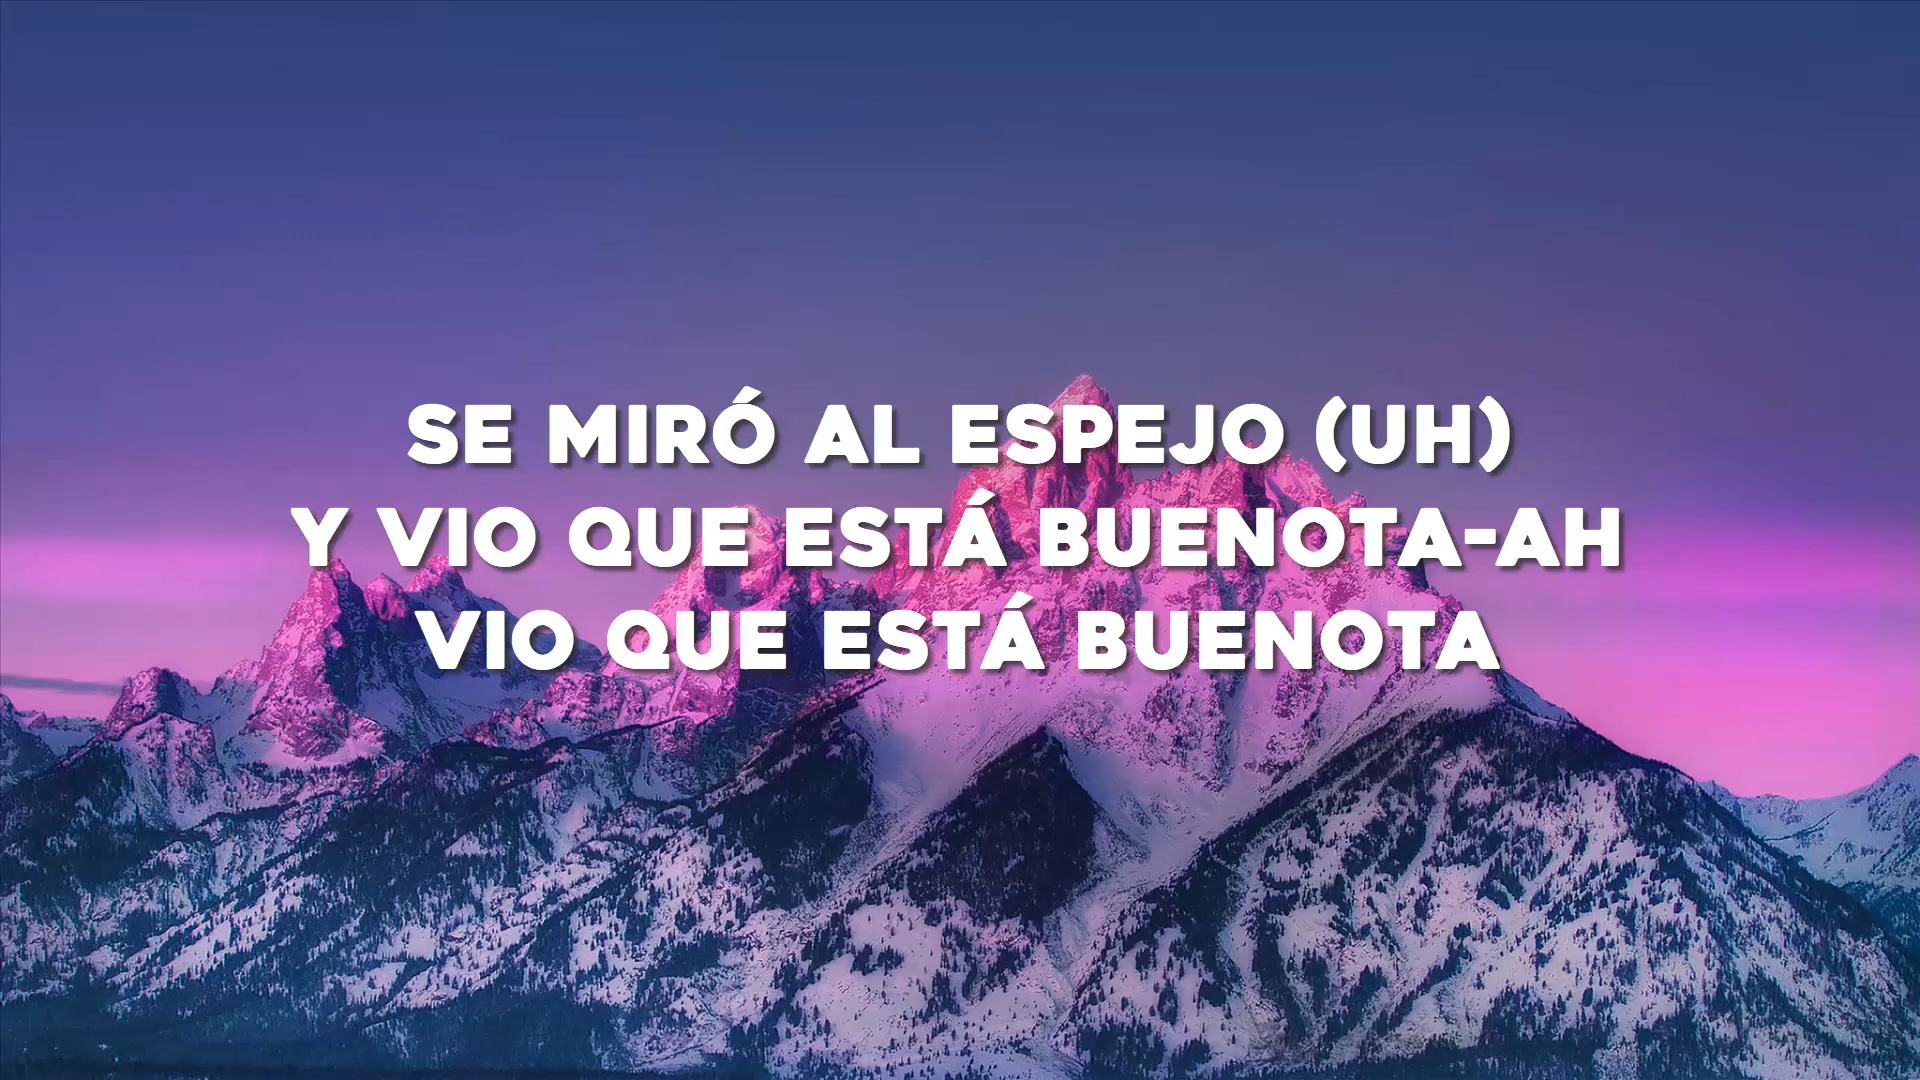 SE MIRÓ AL ESPEJO (UH)
Y VIO QUE ESTÁ BUENOTA-AH
VIO QUE ESTÁ BUENOTA